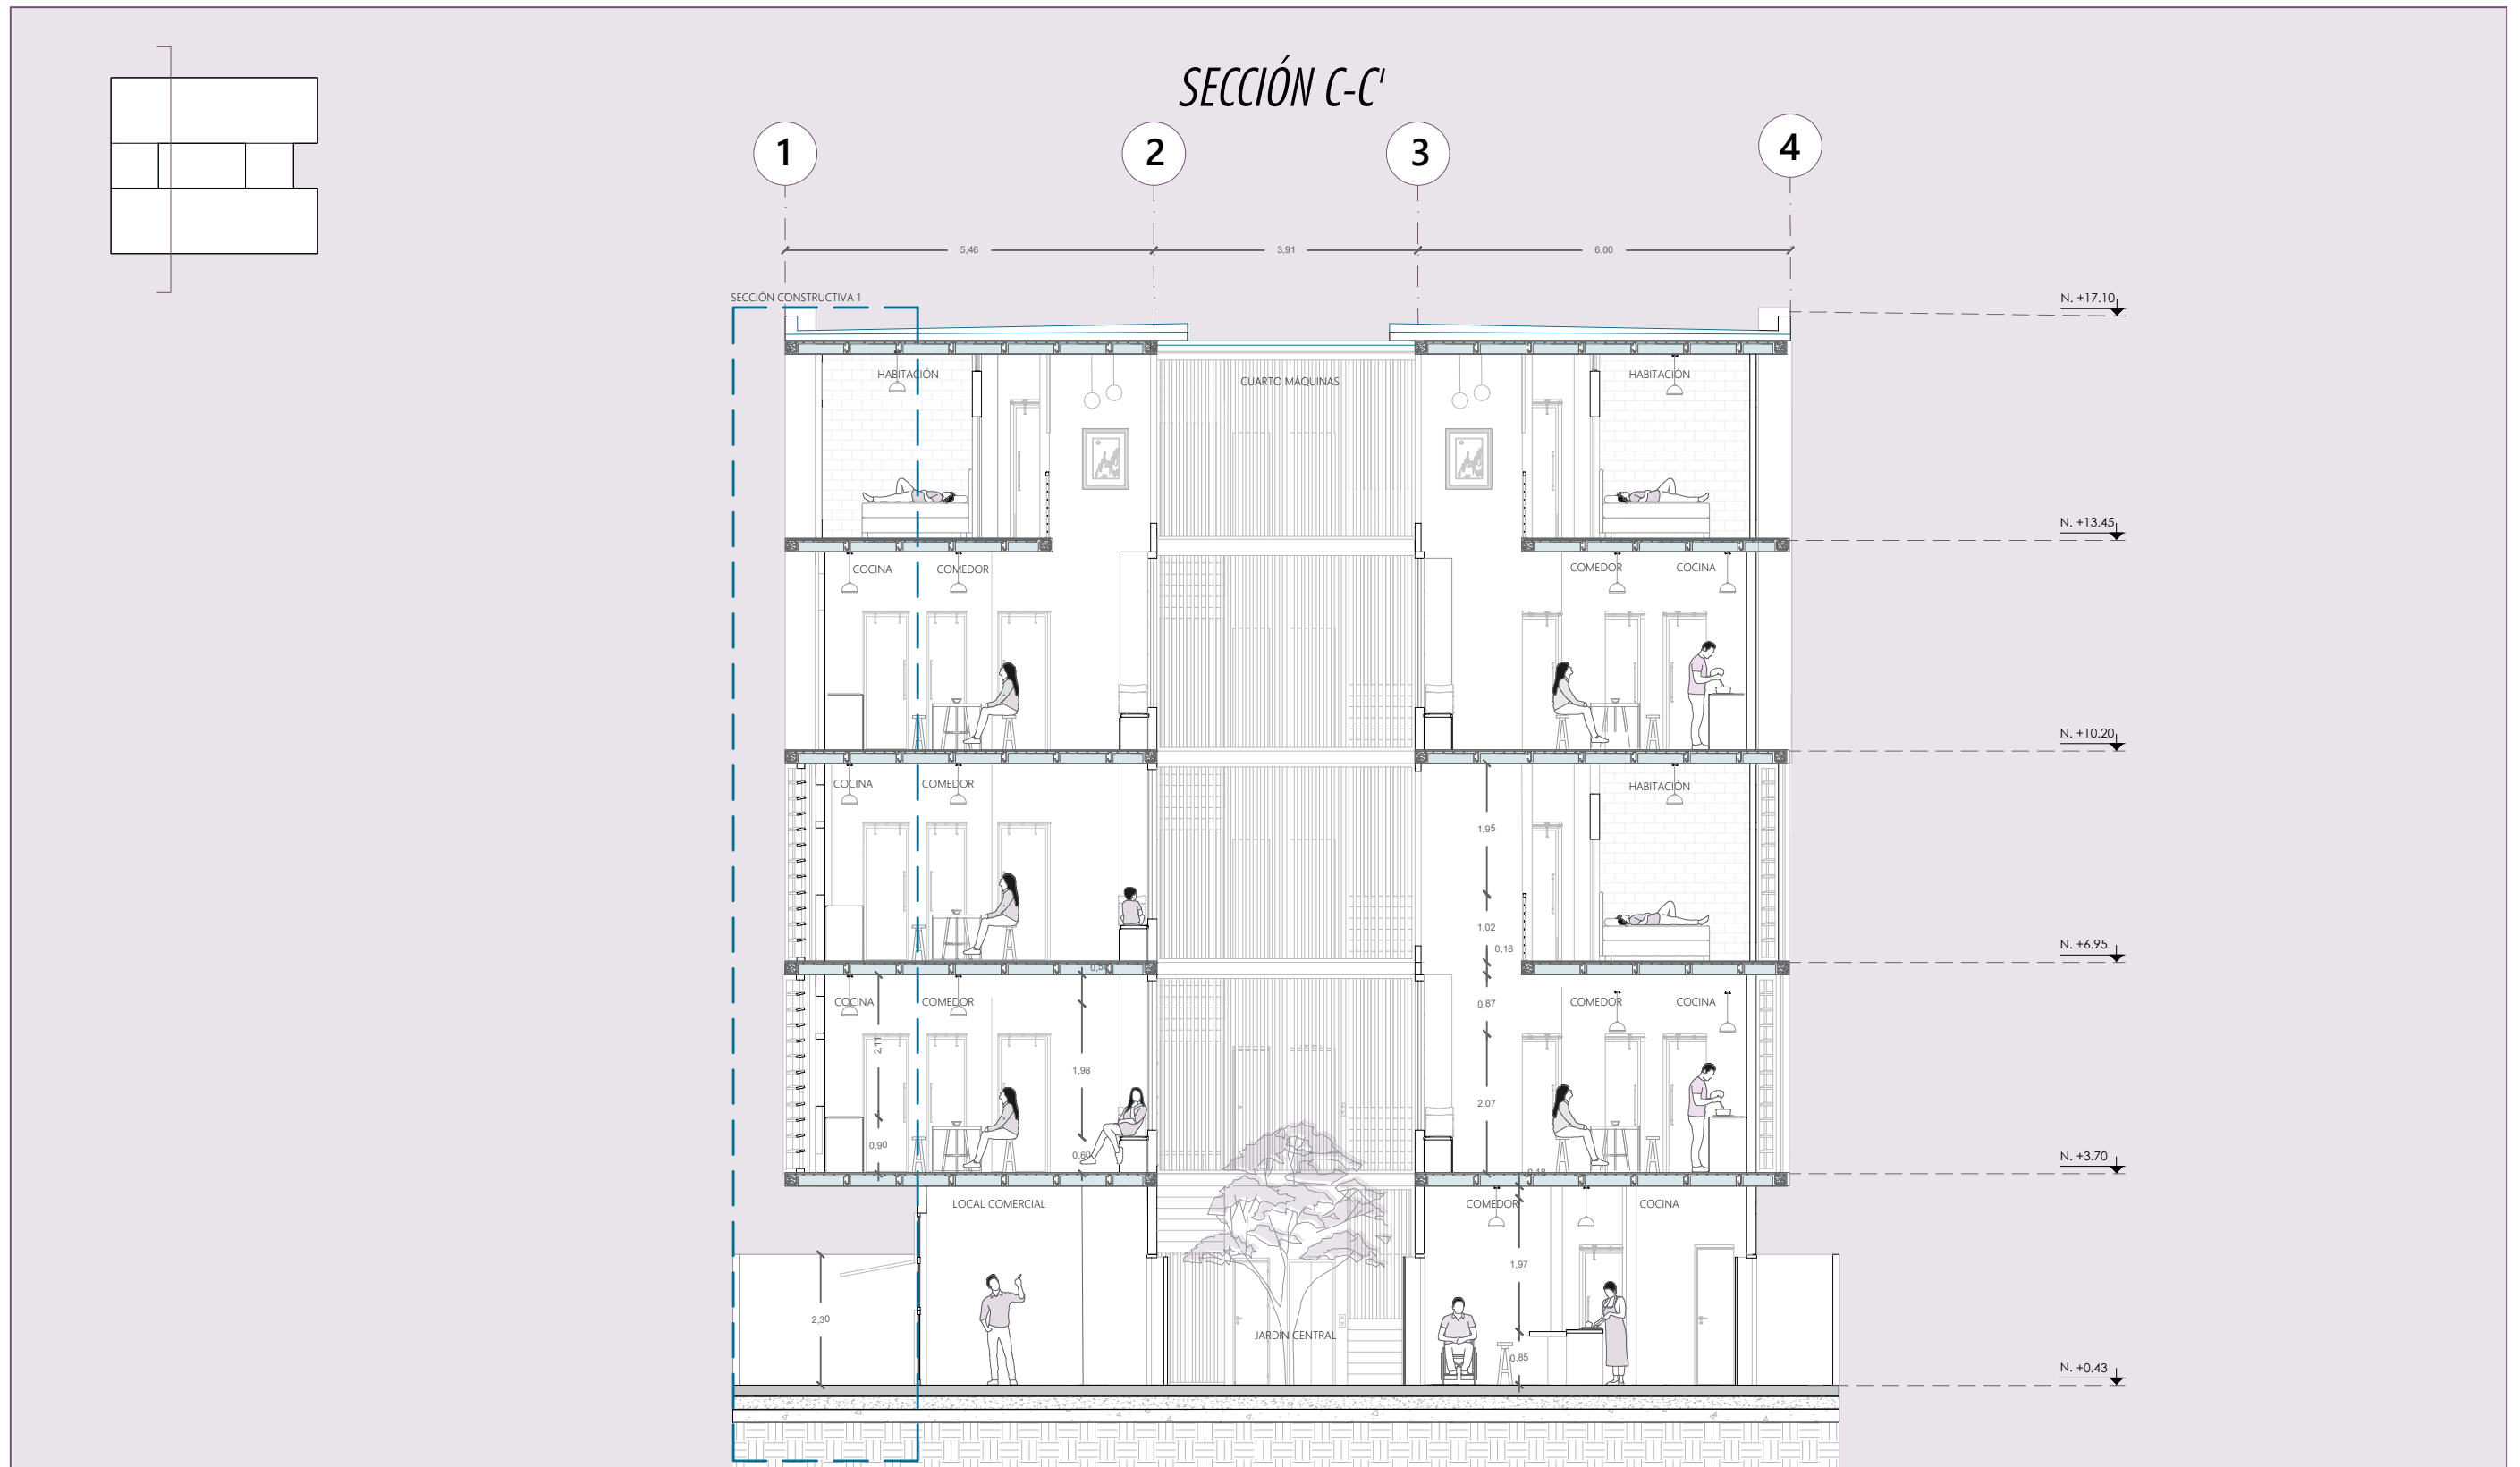 SECCIÓN C-C'
1 2 3 4
5,46 3,91 6,00
SECCIÓN CONSTRUCTIVA 1
N. +17.10
HABITACIÓN CUARTO MÁQUINAS HABITACIÓN
N. +13.45
COCINA COMEDOR COMEDOR COCINA
N. +10.20
COCINA COMEDOR HABITACIÓN
1,95
1,02
0,18
N. +6.95
COCINA COMEDOR 0,87 COMEDOR COCINA
2,11
1,98
2,07
0,90
0,60
N. +3.70
0,18
LOCAL COMERCIAL COMEDOR COCINA
1,97
2,30
JARDÍN CENTRAL
0,85
N. +0.43